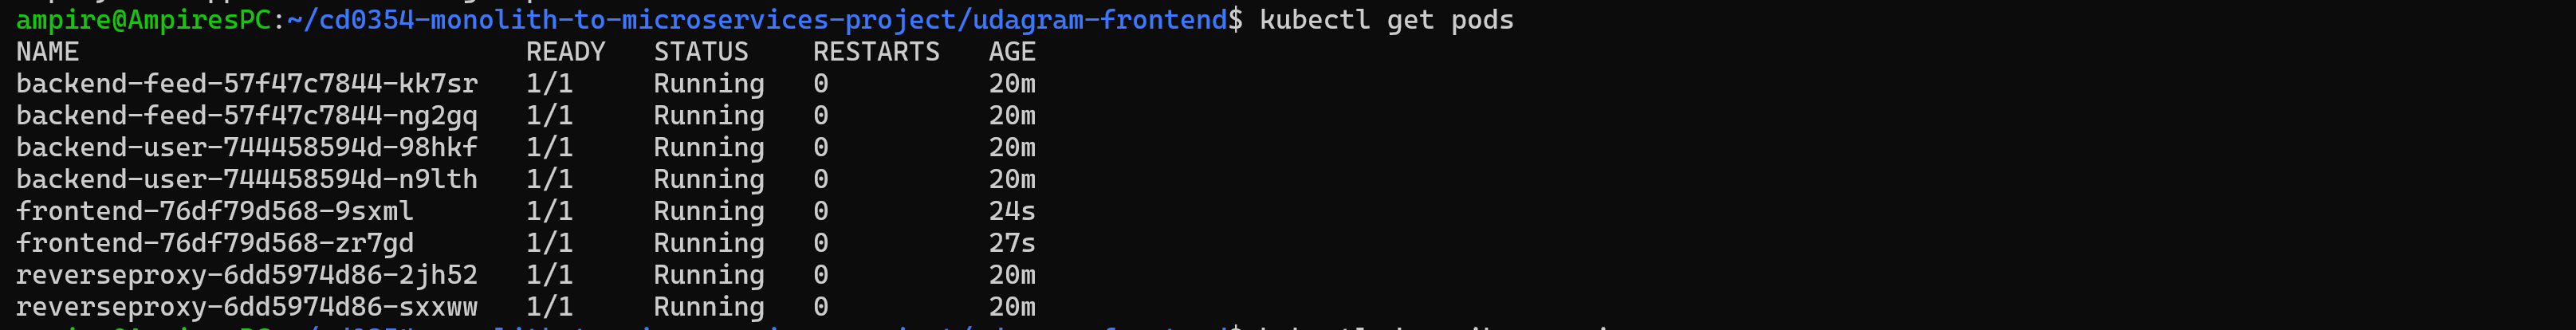 ampire@AmpiresPC:~/cd0354-monolith-to-microservices-project/udagram-frontend$ kubectl get pods
NAME READY STATUS RESTARTS AGE
backend-feed-57f47c7844-kk7sr 1/1 Running 0 20m
backend-feed-57f47c7844-ng2gq 1/1 Running 0 20m
backend-user-744458594d-98hkf 1/1 Running 0 20m
backend-user-744458594d-n9lth 1/1 Running 0 20m
frontend-76df79d568-9sxml 1/1 Running 0 24s
frontend-76df79d568-zr7gd 1/1 Running 0 27s
reverseproxy-6dd5974d86-2jh52 1/1 Running 0 20m
reverseproxy-6dd5974d86-sxxww 1/1 Running 0 20m